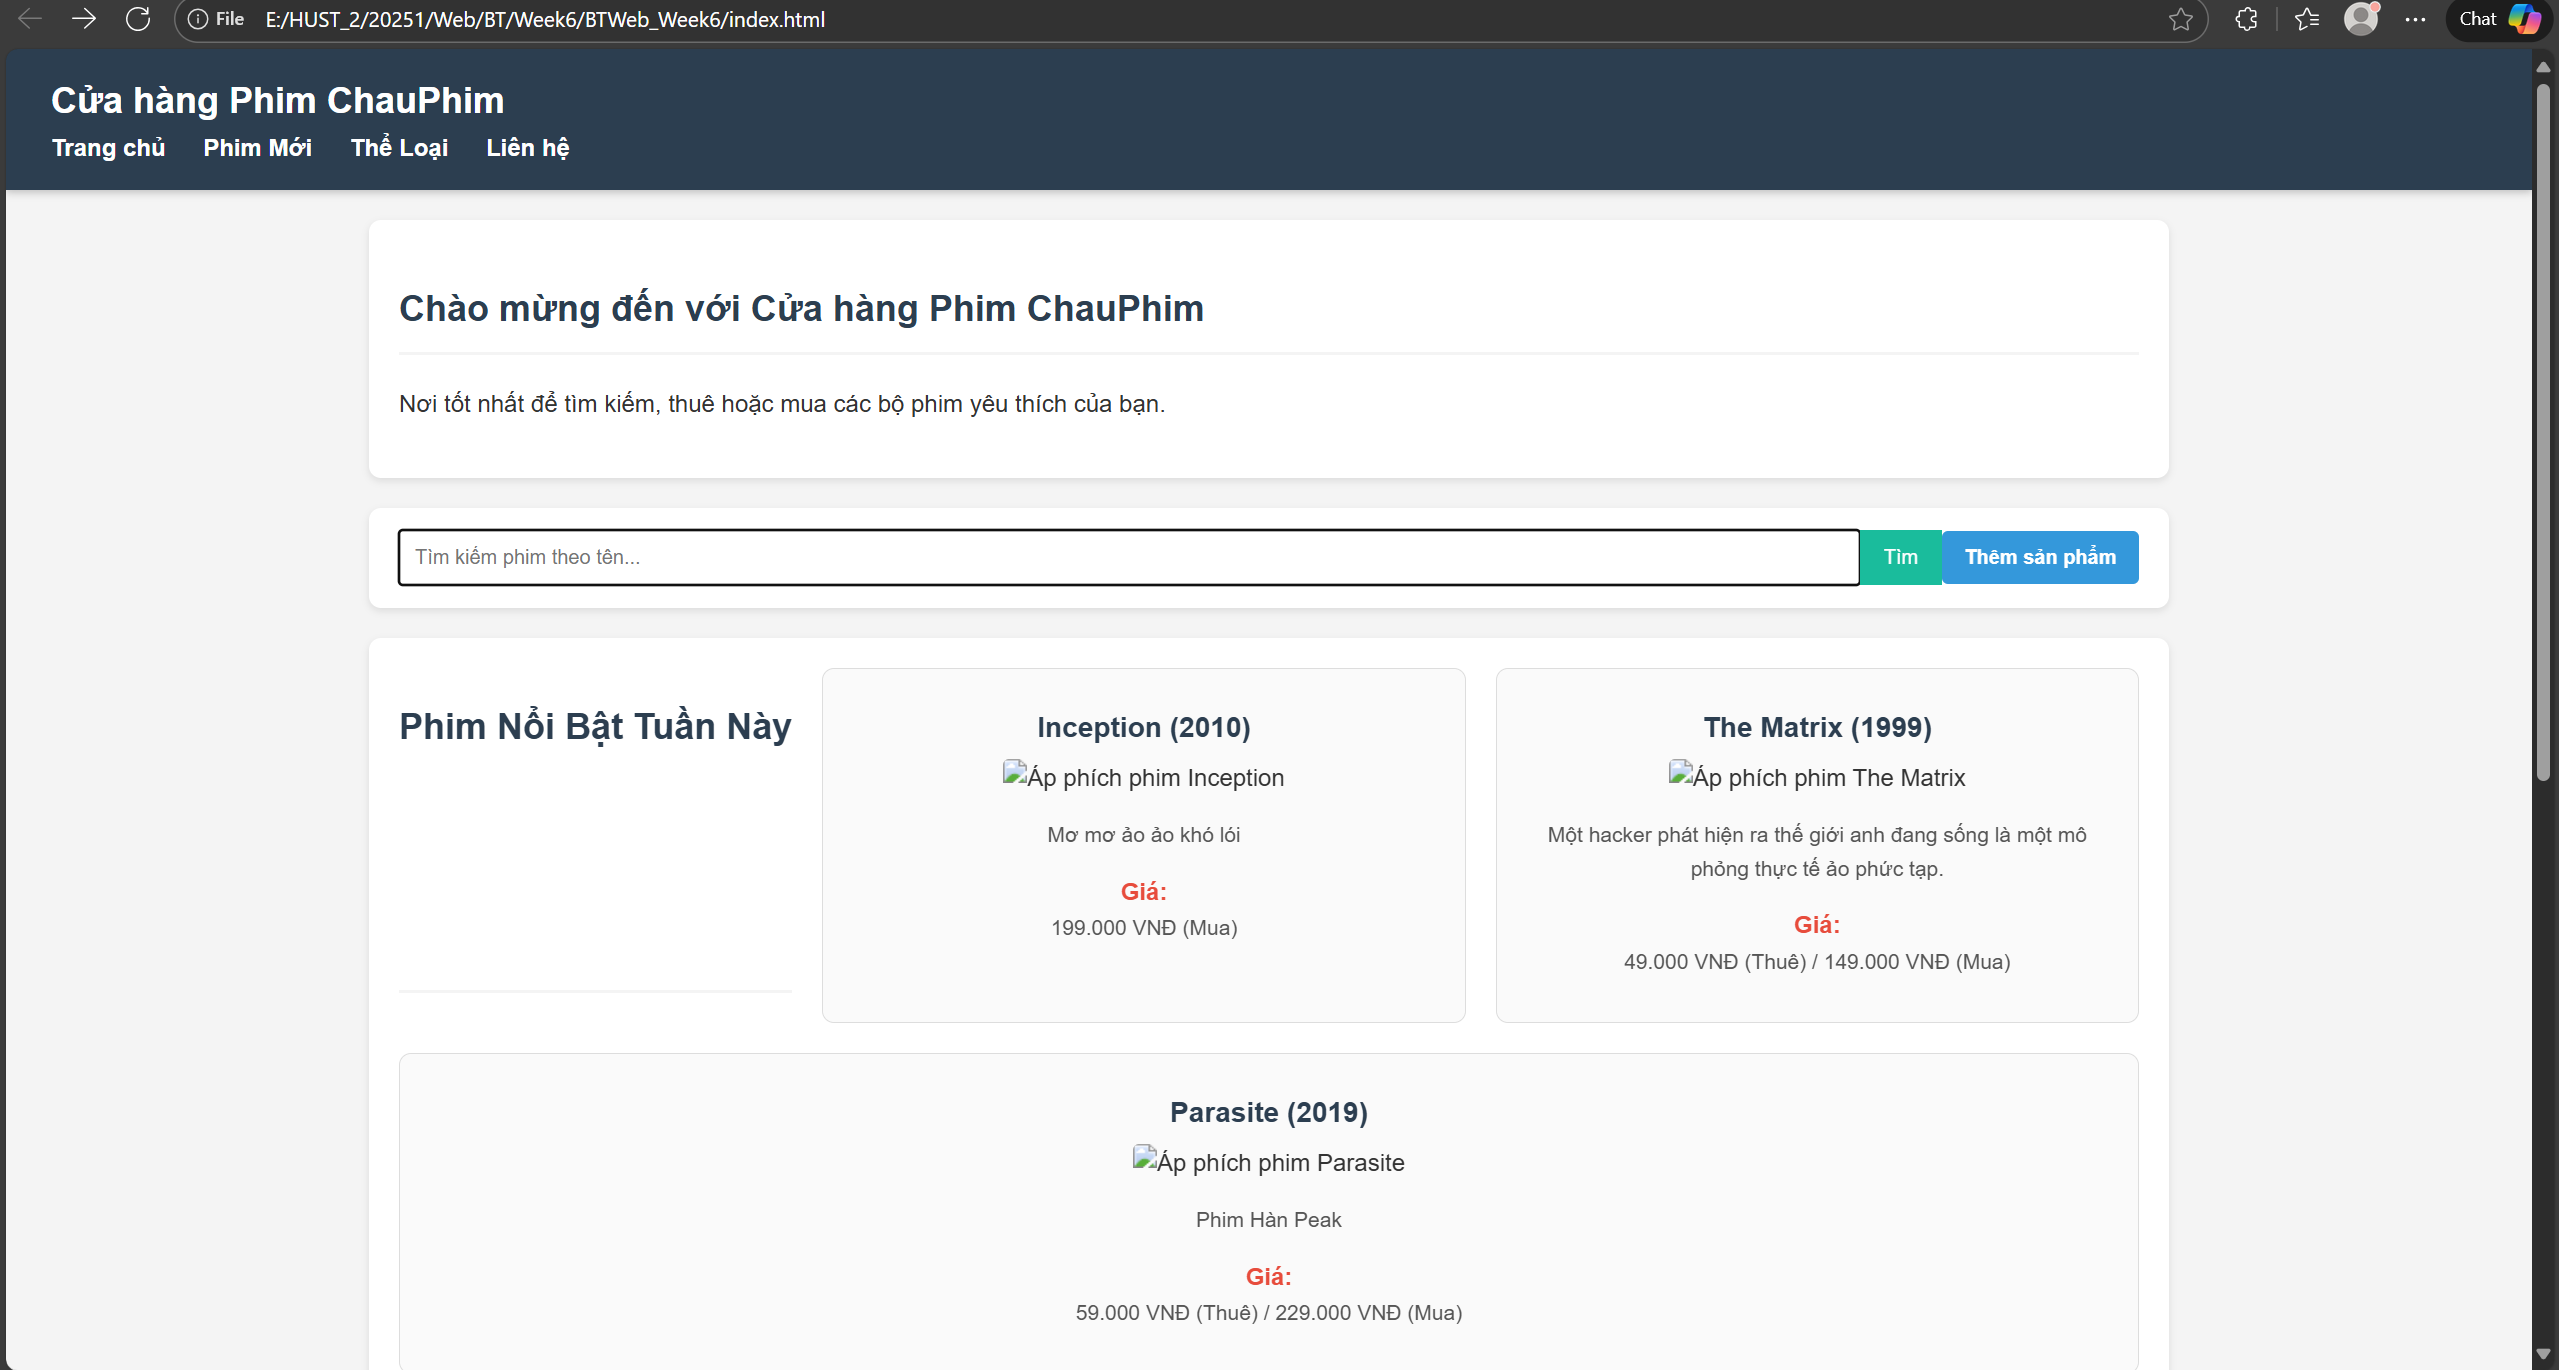 File E:/HUST_2/20251/Web/BT/Week6/BTWeb_Week6/index.html
Chat
Cửa hàng Phim ChauPhim
Trang chủ Phim Mới Thể Loại Liên hệ
Chào mừng đến với Cửa hàng Phim ChauPhim
Nơi tốt nhất để tìm kiếm, thuê hoặc mua các bộ phim yêu thích của bạn.
Tìm kiếm phim theo tên...
Tìm
Thêm sản phẩm
Phim Nổi Bật Tuần Này
Inception (2010)
Áp phích phim Inception
Mơ mơ ảo ảo khó lói
Giá:
199.000 VNĐ (Mua)
The Matrix (1999)
Áp phích phim The Matrix
Một hacker phát hiện ra thế giới anh đang sống là một mô
phỏng thực tế ảo phức tạp.
Giá:
49.000 VNĐ (Thuê) / 149.000 VNĐ (Mua)
Parasite (2019)
Áp phích phim Parasite
Phim Hàn Peak
Giá:
59.000 VNĐ (Thuê) / 229.000 VNĐ (Mua)